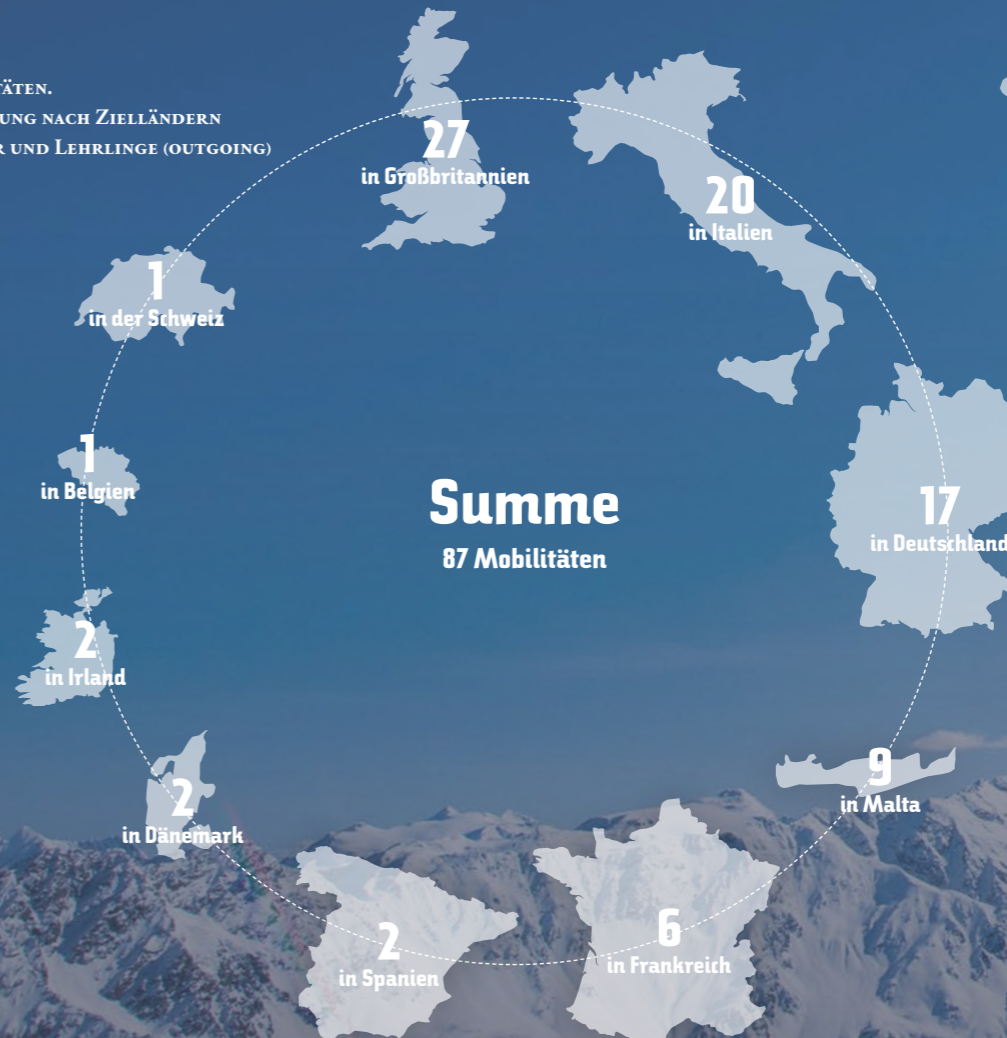 TÄTEN.
UNG NACH ZIELLÄNDERN
R UND LEHRLINGE (OUTGOING)
27
in Großbritannien
20
in Italien
1
in der Schweiz
17
in Deutschland
1
in Belgien
Summe
87 Mobilitäten
2
in Irland
9
in Malta
2
in Dänemark
6
in Frankreich
2
in Spanien